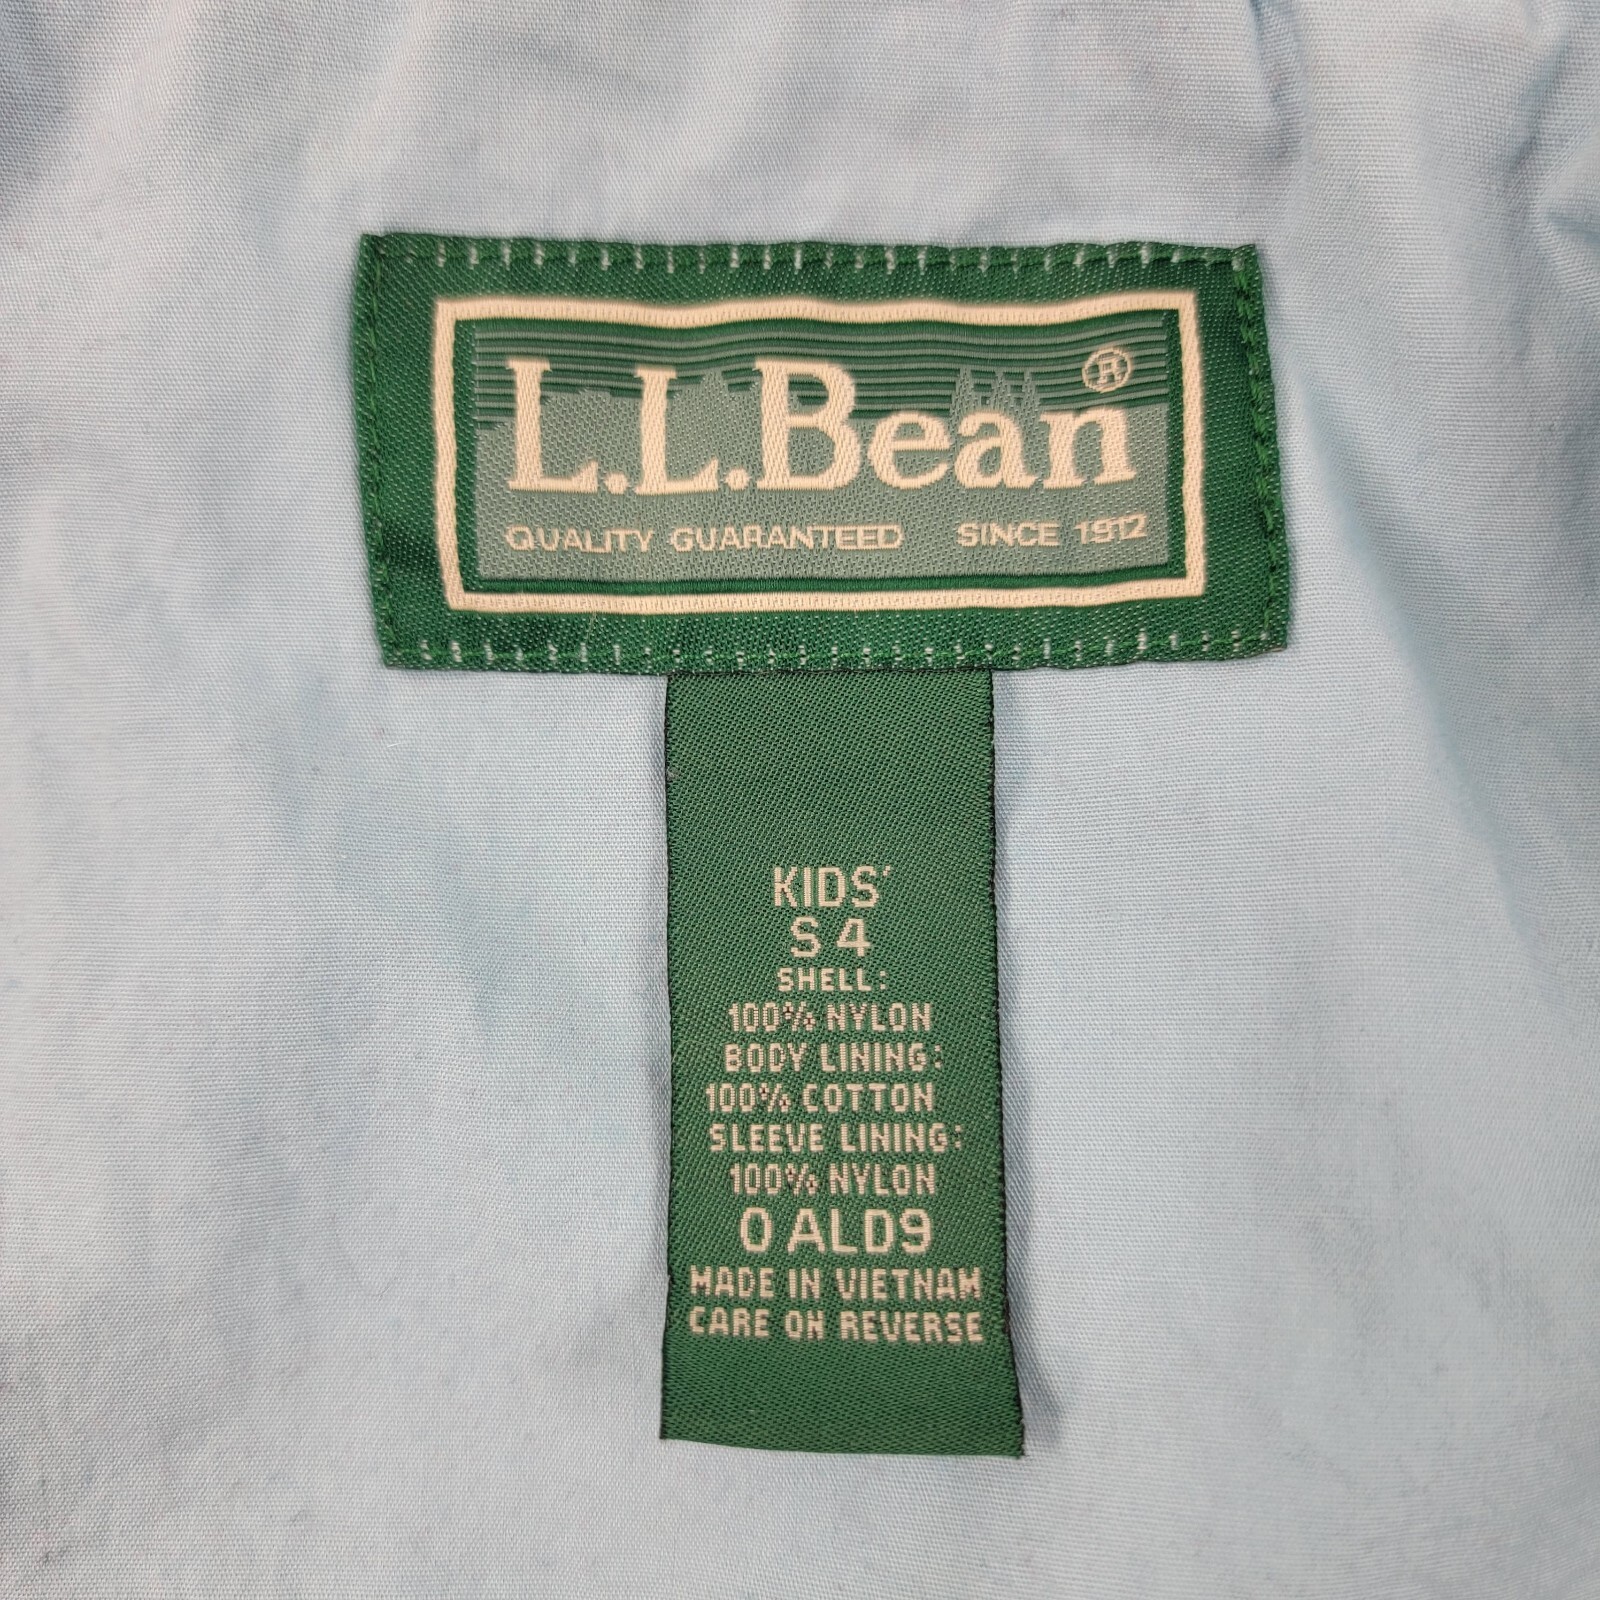 L.L.Bean®
QUALITY GUARANTEED SINCE 1912
KIDS'
S 4
SHELL:
100% NYLON
BODY LINING:
100% COTTON
SLEEVE LINING:
100% NYLON
0 ALD9
MADE IN VIETNAM
CARE ON REVERSE